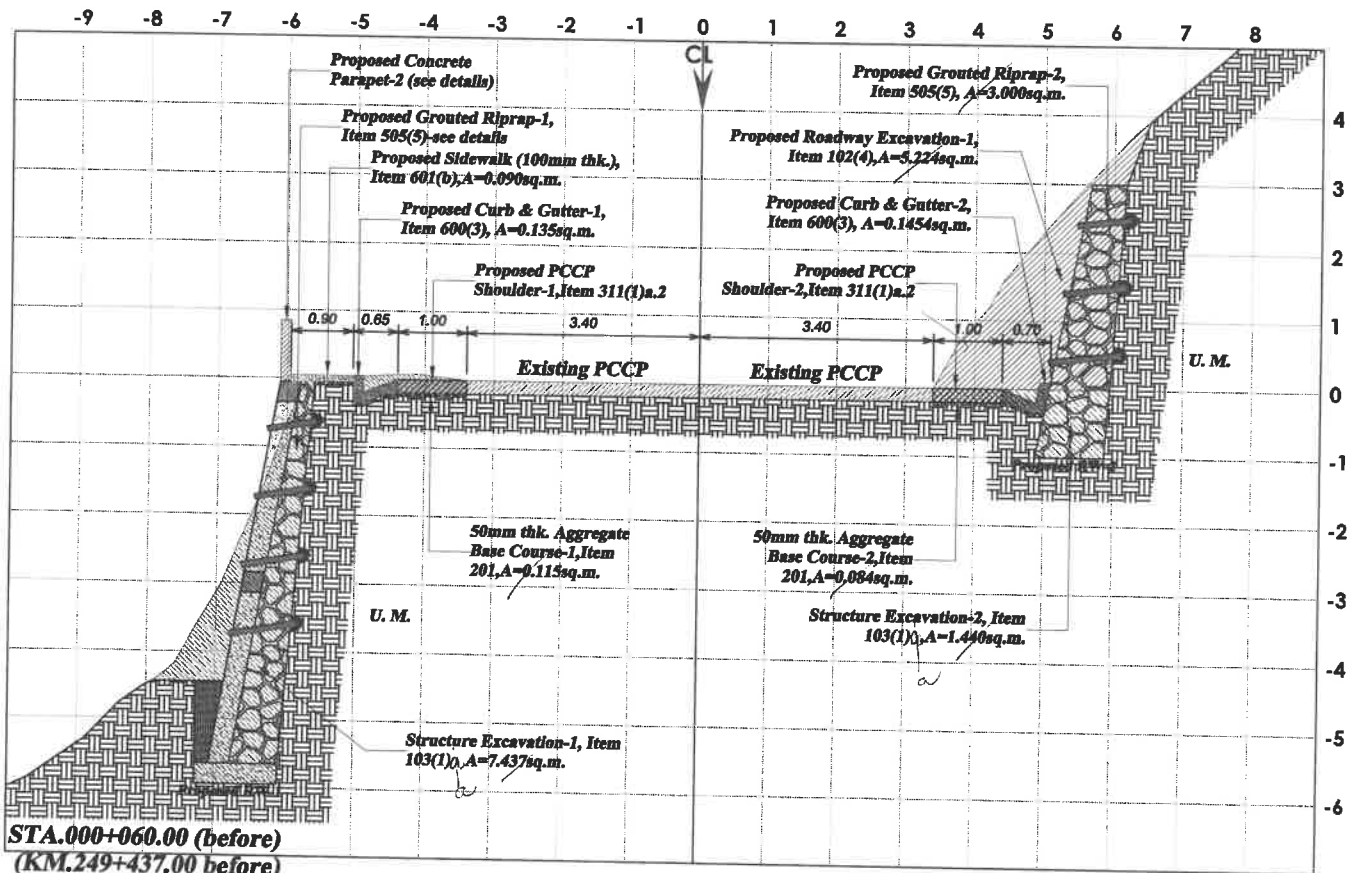 -9 -8 -7 -6 -5 -4 -3 -2 -1 0 1 2 3 4 5 6 7 8
CL
Proposed Concrete
Parapet-2 (see details)
Proposed Grouted Riprap-1,
Item 505(5)-see details
Proposed Sidewalk (100mm thk.),
Item 601(b),A=0.090sq.m.
Proposed Curb & Gutter-1,
Item 600(3), A=0.135sq.m.
Proposed PCCP
Shoulder-1,Item 311(1)a.2
Proposed Grouted Riprap-2,
Item 505(5), A=3.000sq.m.
Proposed Roadway Excavation-1,
Item 102(4),A=5.224sq.m.
Proposed Curb & Gutter-2,
Item 600(3), A=0.1454sq.m.
Proposed PCCP
Shoulder-2,Item 311(1)a.2
0.90 0.65 1.00 3.40 3.40 1.00 0.70
Existing PCCP
Existing PCCP
U. M.
4
3
2
1
0
-1
-2
-3
-4
-5
-6
50mm thk. Aggregate
Base Course-1,Item
201,A=0.115sq.m.
50mm thk. Aggregate
Base Course-2,Item
201,A=0.084sq.m.
U. M.
Structure Excavation-2, Item
103(1)a,A=1.440sq.m.
a
Structure Excavation-1, Item
103(1)a,A=7.437sq.m.
a
STA.000+060.00 (before)
(KM.249+437.00 before)